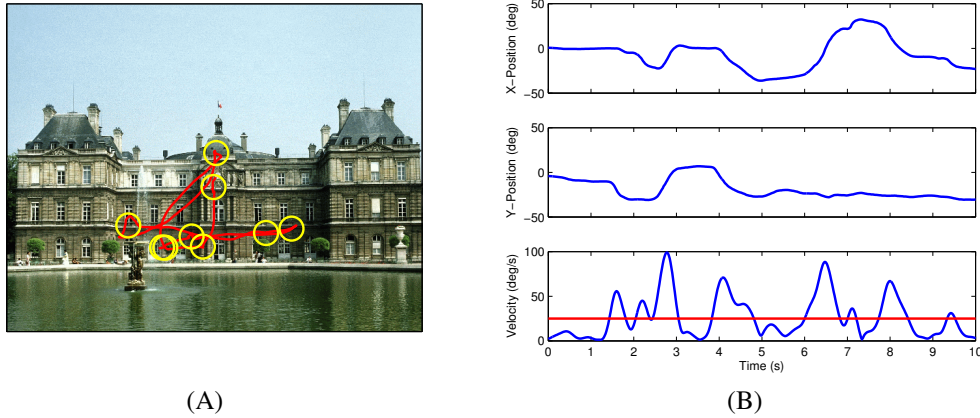 50
0
−50
X−Position (deg)
50
0
−50
Y−Position (deg)
100
50
0
Velocity (deg/s)
0 1 2 3 4 5 6 7 8 9 10
Time (s)
(A) (B)